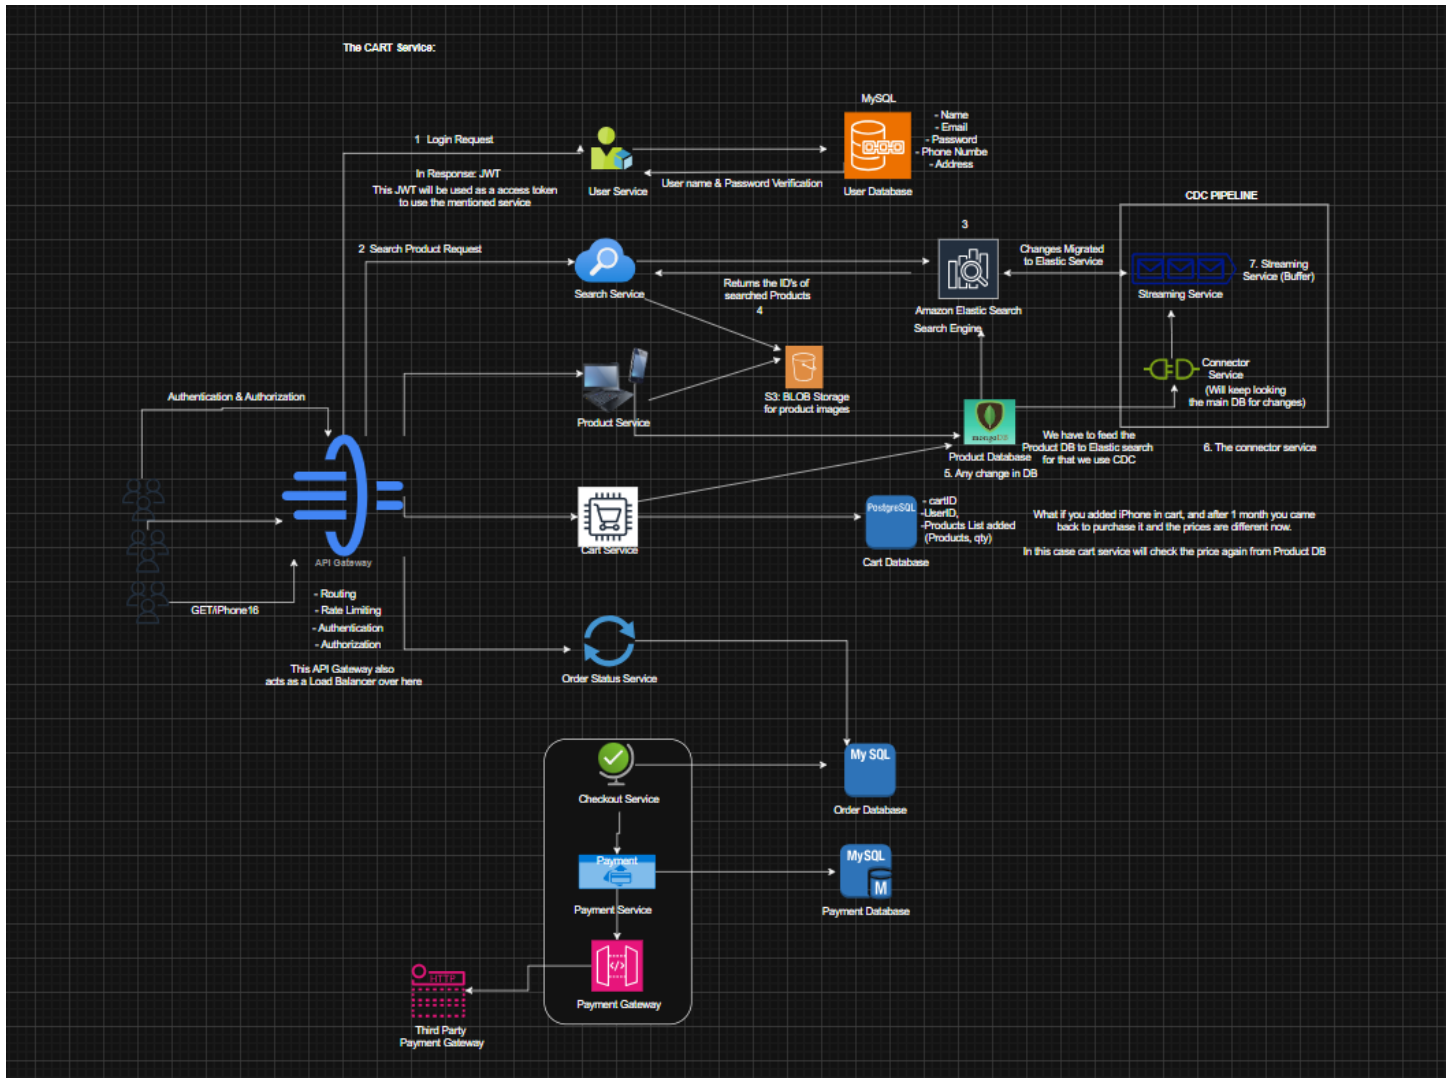 The CART Service:
MySQL
- Name
- Email
- Password
- Phone Numbe
- Address
User Database
1 Login Request
In Response: JWT
This JWT will be used as a access token
to use the mentioned service
User Service
User name & Password Verification
CDC PIPELINE
2 Search Product Request
Search Service
Returns the ID's of
searched Products
4
3
Amazon Elastic Search
Search Engine
Changes Migrated
to Elastic Service
7. Streaming
Service (Buffer)
Streaming Service
Connector
Service
(Will keep looking
the main DB for changes)
6. The connector service
S3: BLOB Storage
for product images
Product Service
mongoDB
Product Database
We have to feed the
Product DB to Elastic search
for that we use CDC
5. Any change in DB
Authentication & Authorization
GET/iPhone16
API Gateway
- Routing
- Rate Limiting
- Authentication
- Authorization
This API Gateway also
acts as a Load Balancer over here
Cart Service
PostgreSQL
- cartID
-UserID,
-Products List added
(Products, qty)
Cart Database
What if you added iPhone in cart, and after 1 month you came
back to purchase it and the prices are different now.
In this case cart service will check the price again from Product DB
Order Status Service
Checkout Service
My SQL
Order Database
Payment
Payment Service
MySQL
M
Payment Database
</>
Payment Gateway
HTTP
Third Party
Payment Gateway